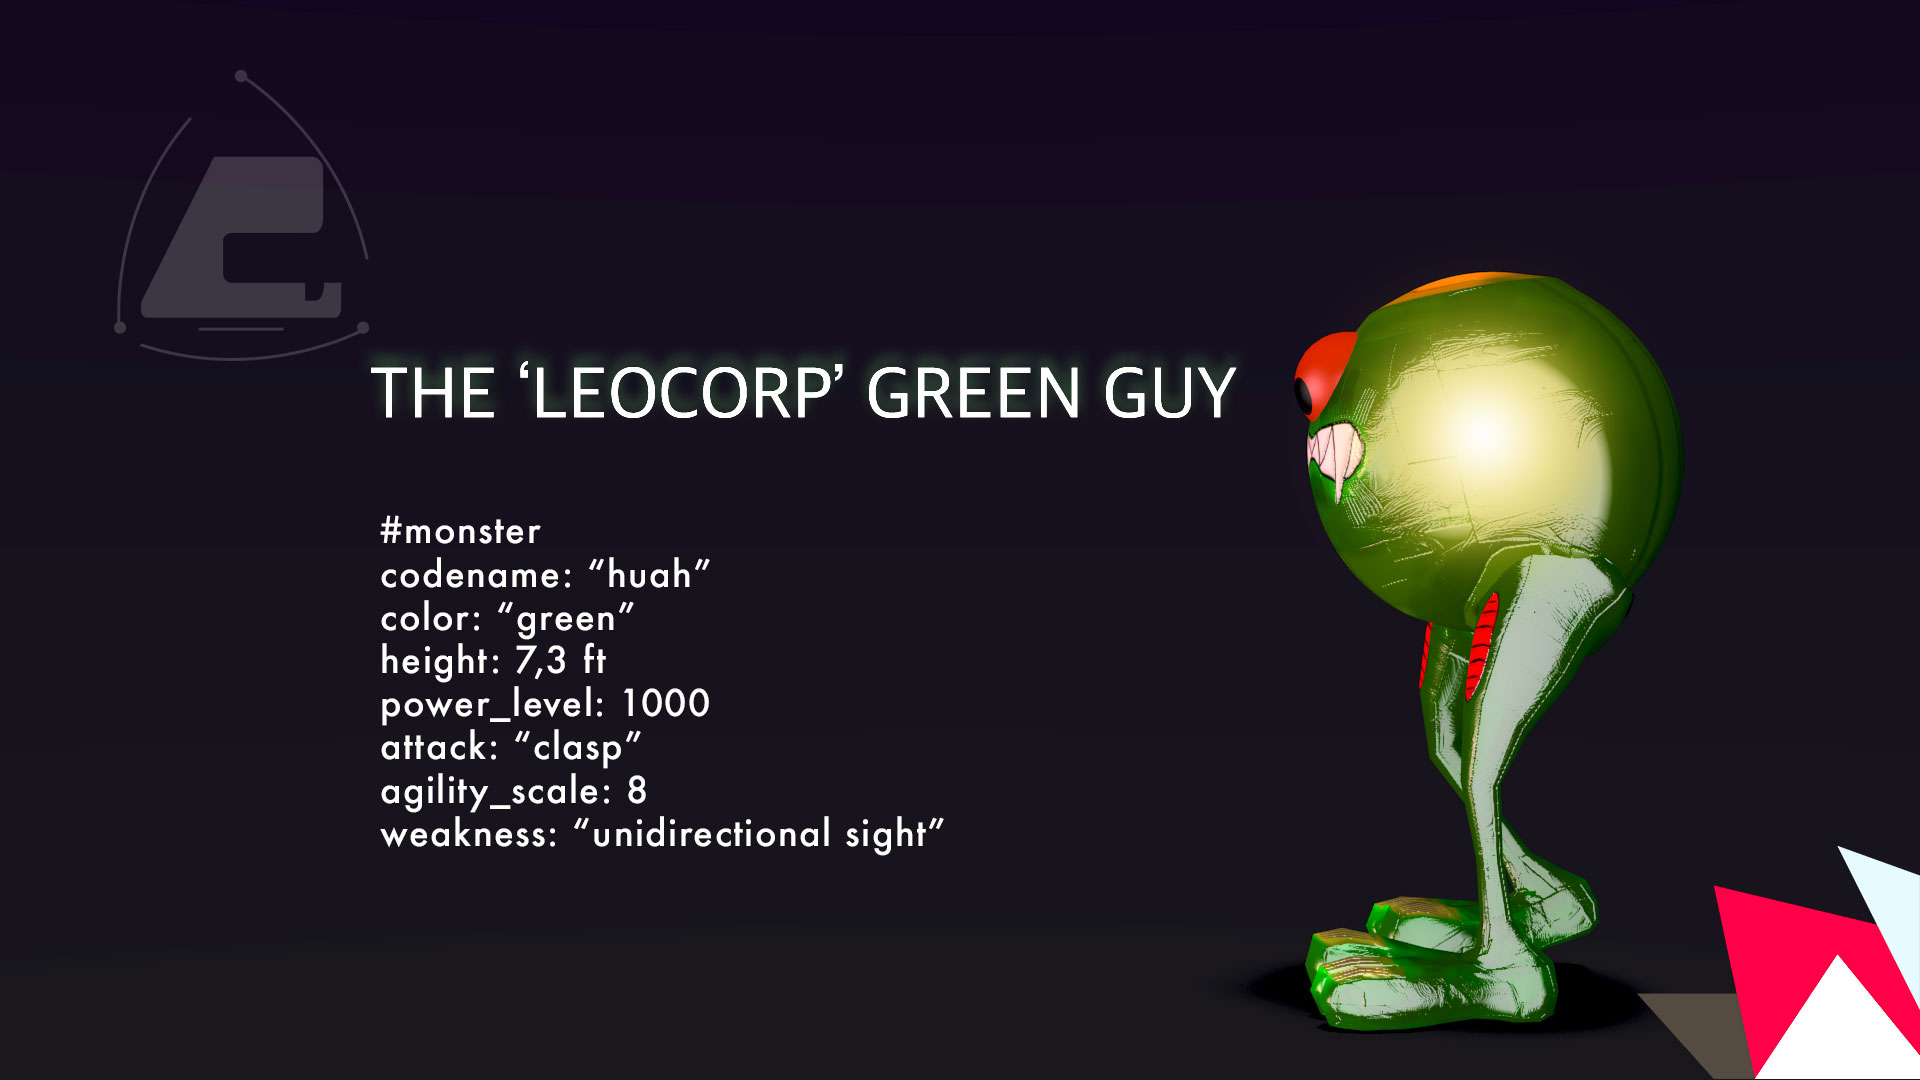 THE ‘LEOCORP’ GREEN GUY
#monster
codename: “huah”
color: “green”
height: 7,3 ft
power_level: 1000
attack: “clasp”
agility_scale: 8
weakness: “unidirectional sight”